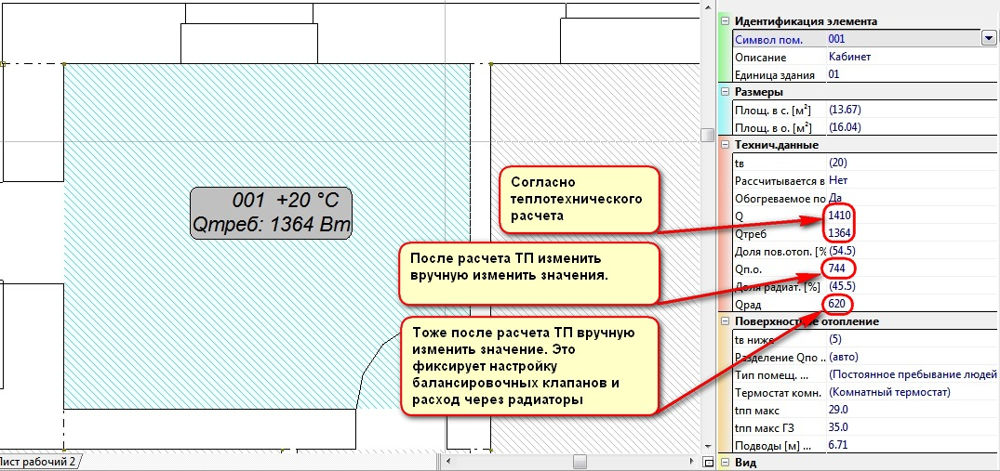 001 +20 °C
Qтреб: 1364 Вт
Согласно
теплотехнического
расчета
После расчета ТП изменить
вручную изменить значения.
Тоже после расчета ТП вручную
изменить значение. Это
фиксирует настройку
балансировочных клапанов и
расход через радиаторы
Лист рабочий 2
Идентификация элемента
Символ пом. 001
Описание Кабинет
Единица здания 01
Размеры
Площ. в с. [м²] (13.67)
Площ. в о. [м²] (16.04)
Технич.данные
tв (20)
Рассчитывается в Нет
Обогреваемое по Да
Q 1410
Qтреб 1364
Доля пов.отоп. [% (54.5)
Qп.о. 744
Доля радиат. [%] (45.5)
Qрад 620
Поверхностное отопление
tв ниже (5)
Разделение Qпо .. (авто)
Тип помещ. ... (Постоянное пребывание людей
Термостат комн. (Комнатный термостат)
tпп макс 29.0
tпп макс ГЗ 35.0
Подводы [м] ... 6.71
Вид